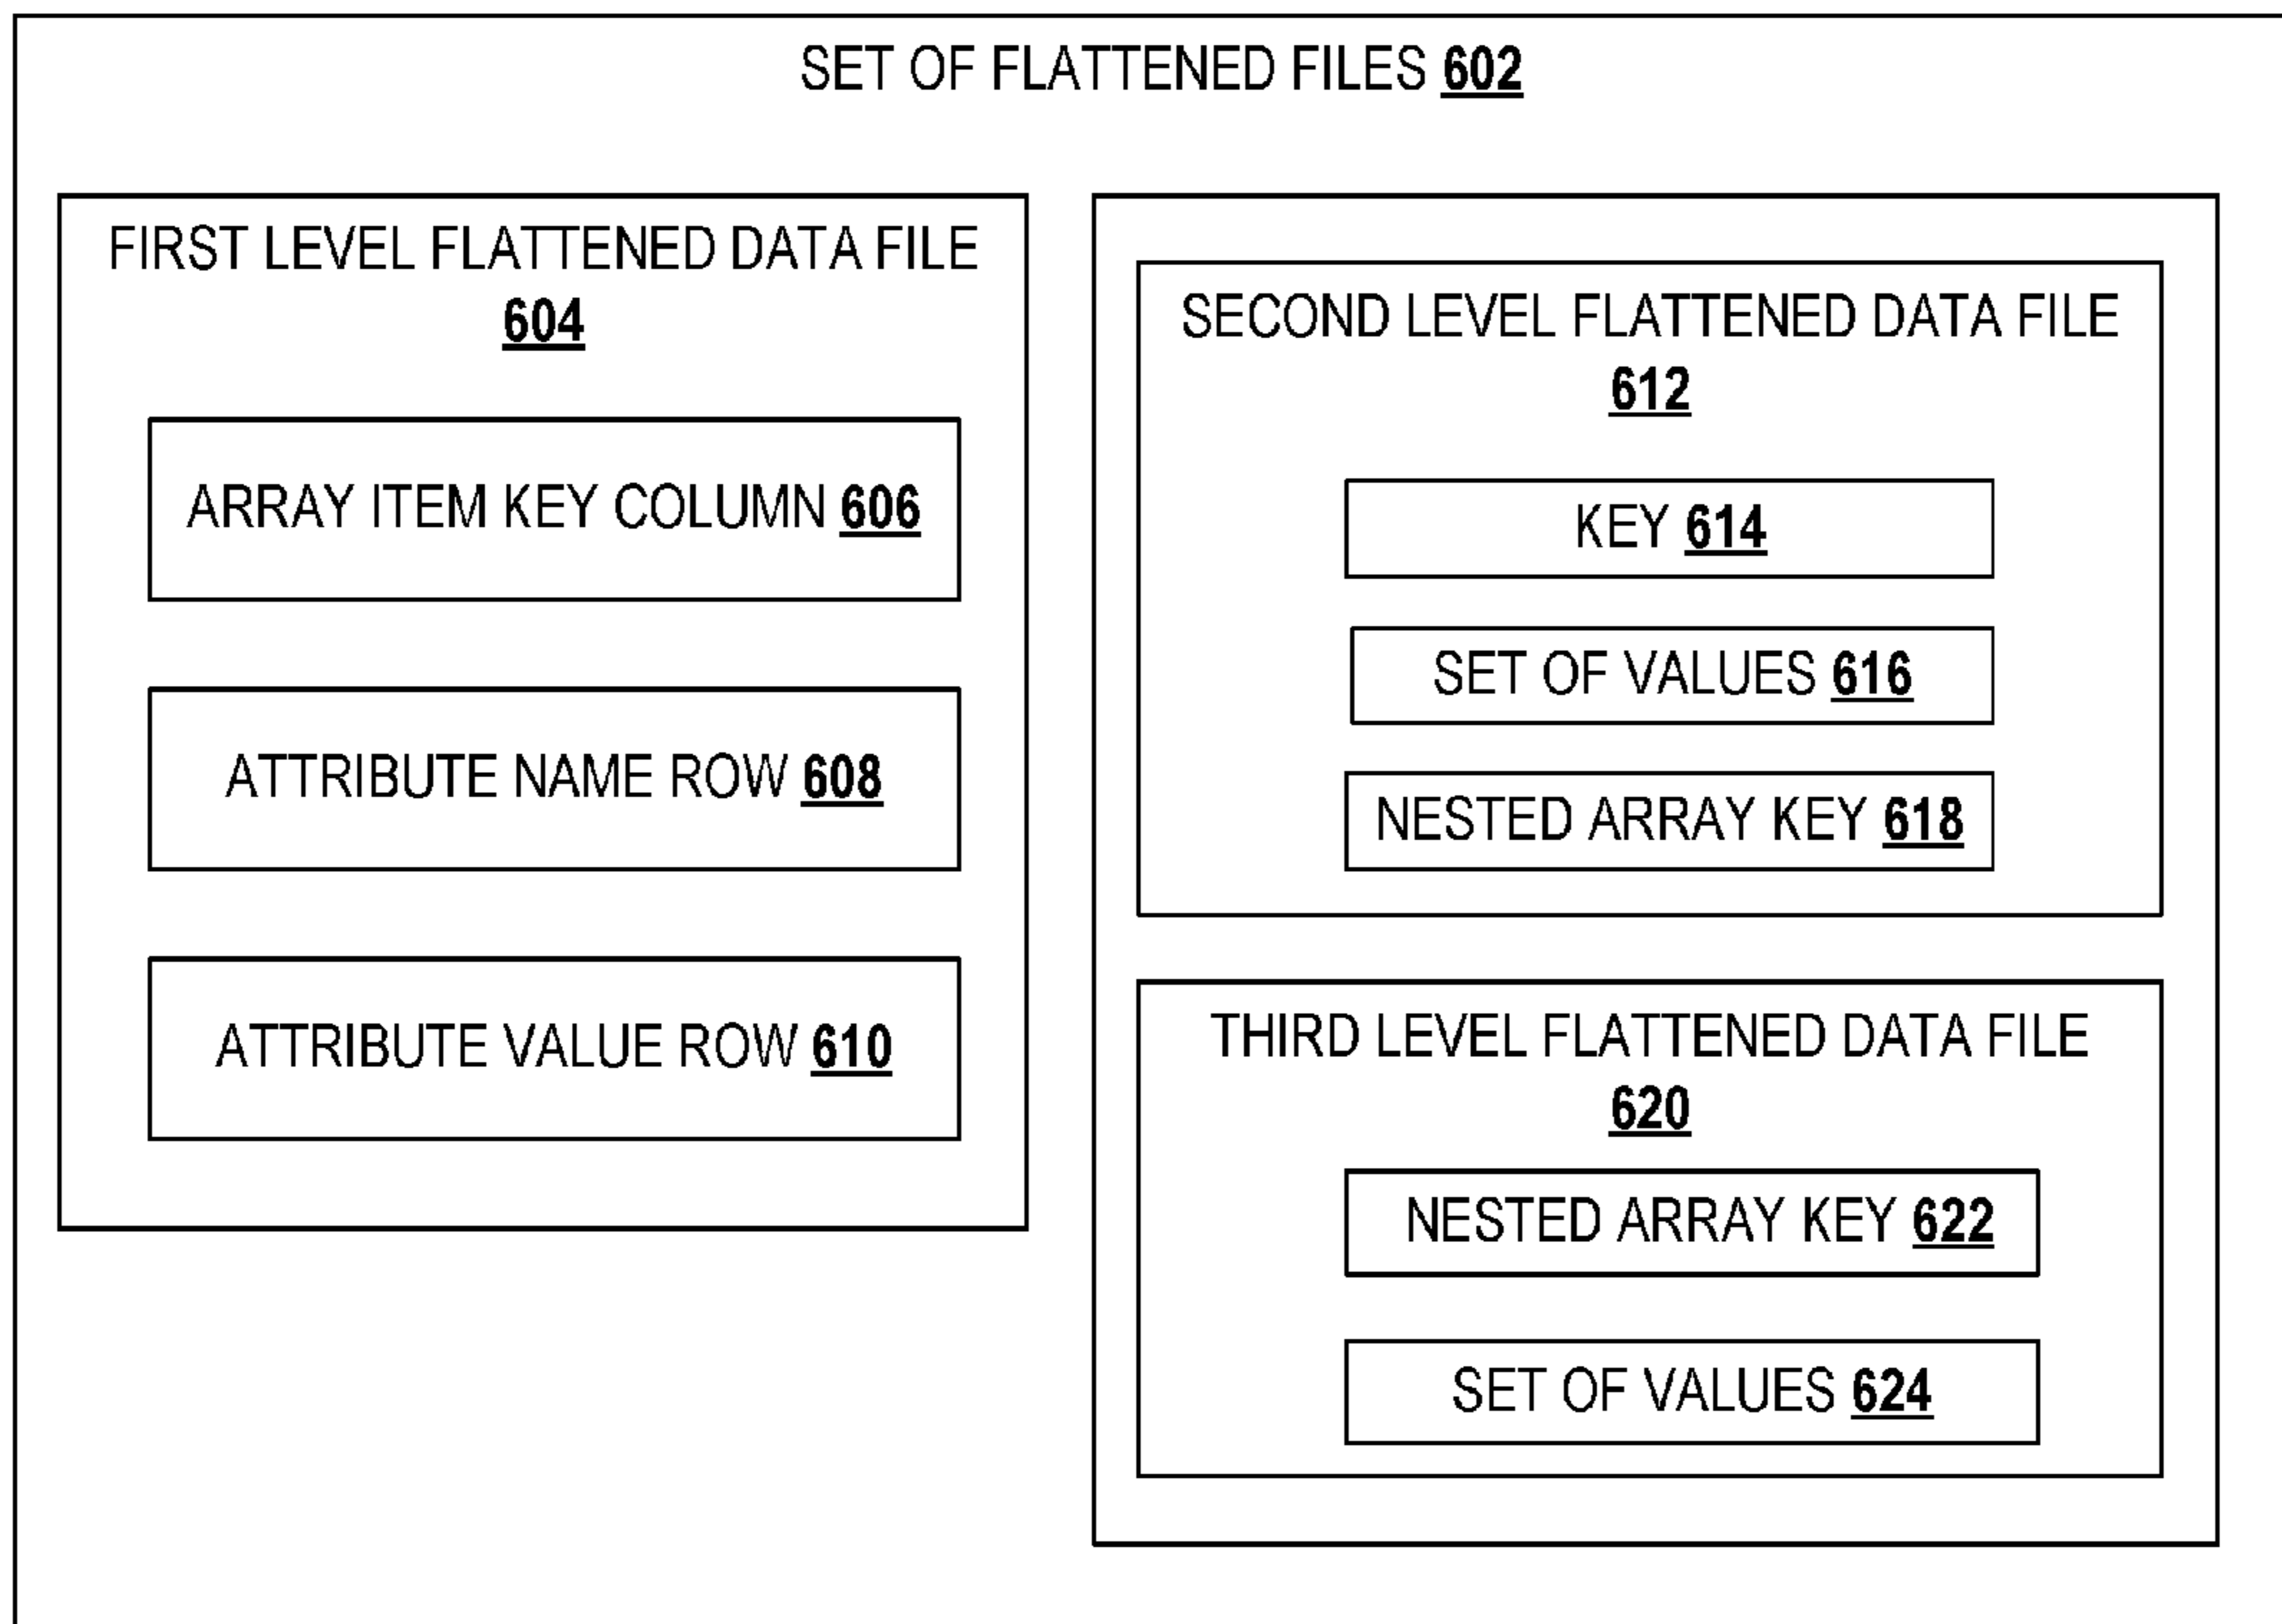 SET OF FLATTENED FILES 602
FIRST LEVEL FLATTENED DATA FILE
604
ARRAY ITEM KEY COLUMN 606
ATTRIBUTE NAME ROW 608
ATTRIBUTE VALUE ROW 610
SECOND LEVEL FLATTENED DATA FILE
612
KEY 614
SET OF VALUES 616
NESTED ARRAY KEY 618
THIRD LEVEL FLATTENED DATA FILE
620
NESTED ARRAY KEY 622
SET OF VALUES 624